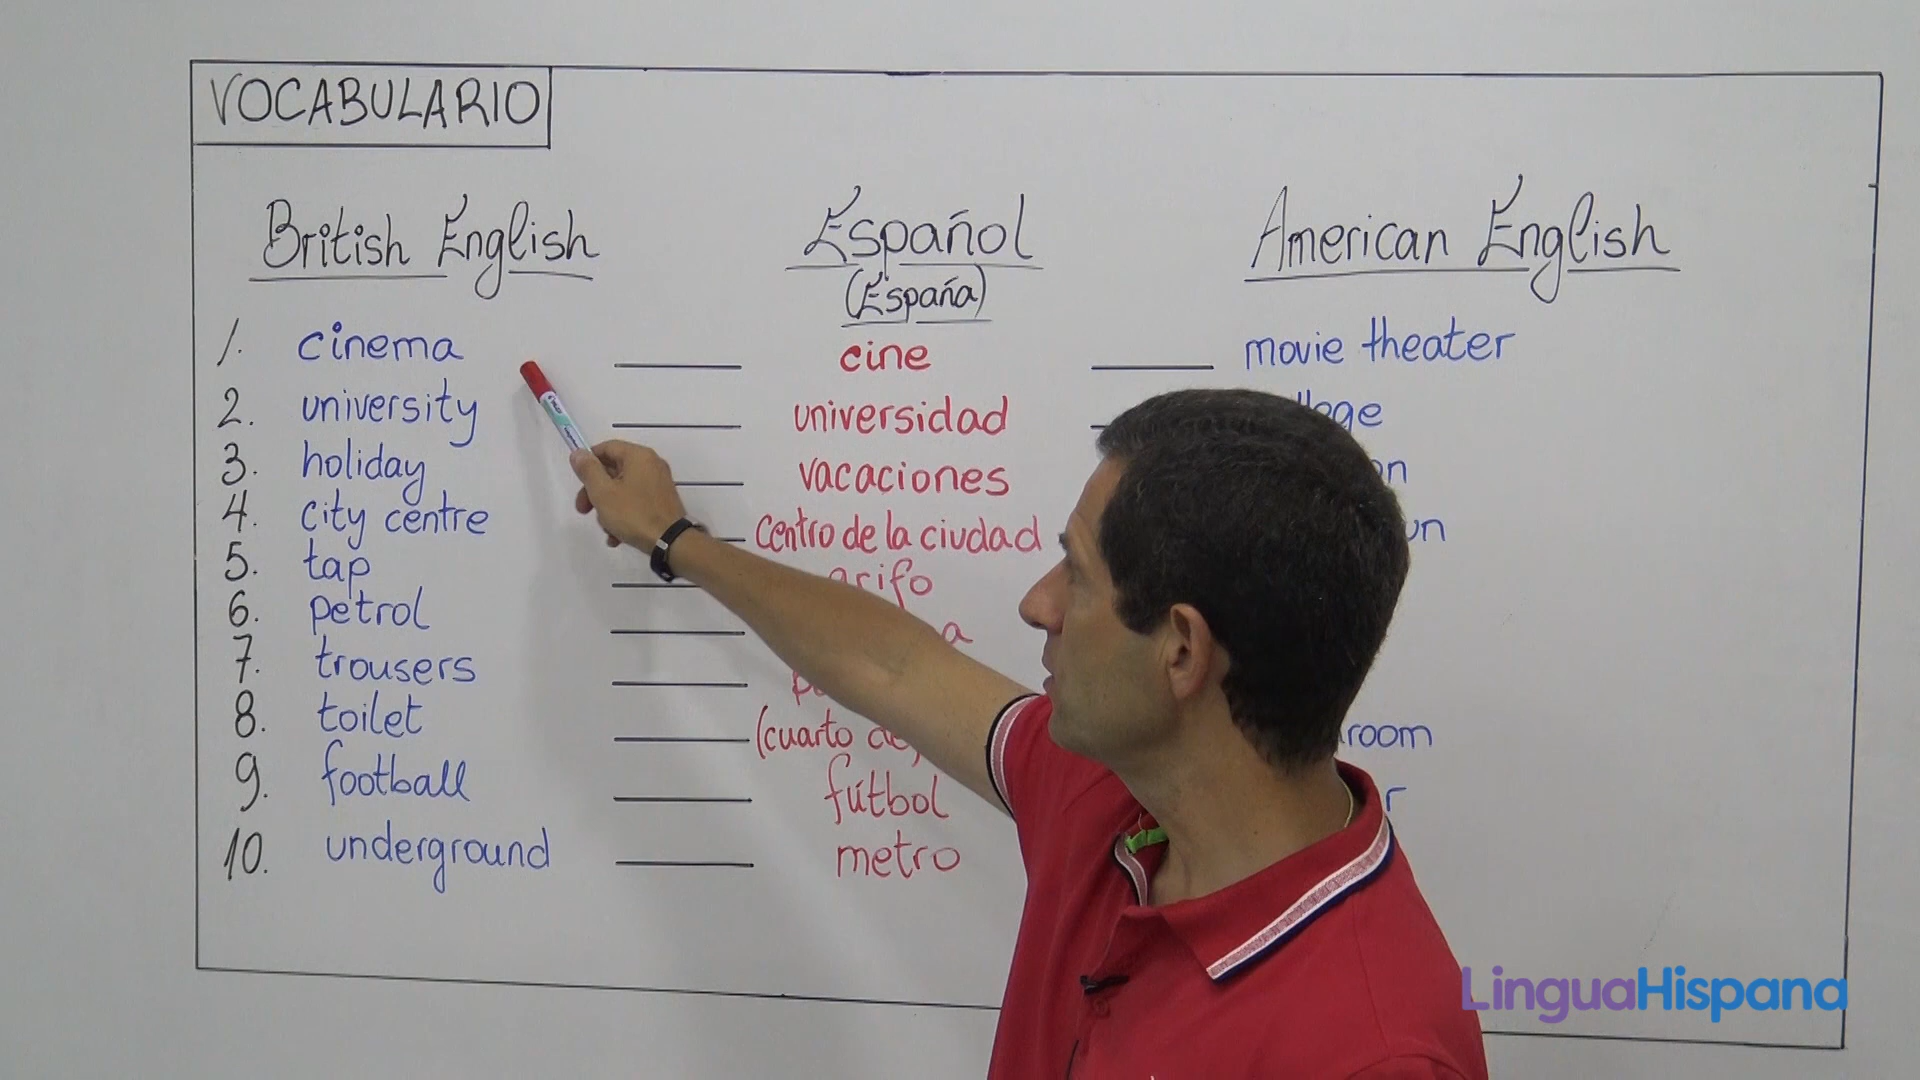 VOCABULARIO
British English Español American English
(España)
1. cinema cine movie theater
2. university universidad
3. holiday vacaciones
4. city centre centro de la ciudad
5. tap
6. petrol
7. trousers
8. toilet (cuarto de)
9. football fútbol
10. underground metro
LinguaHispana